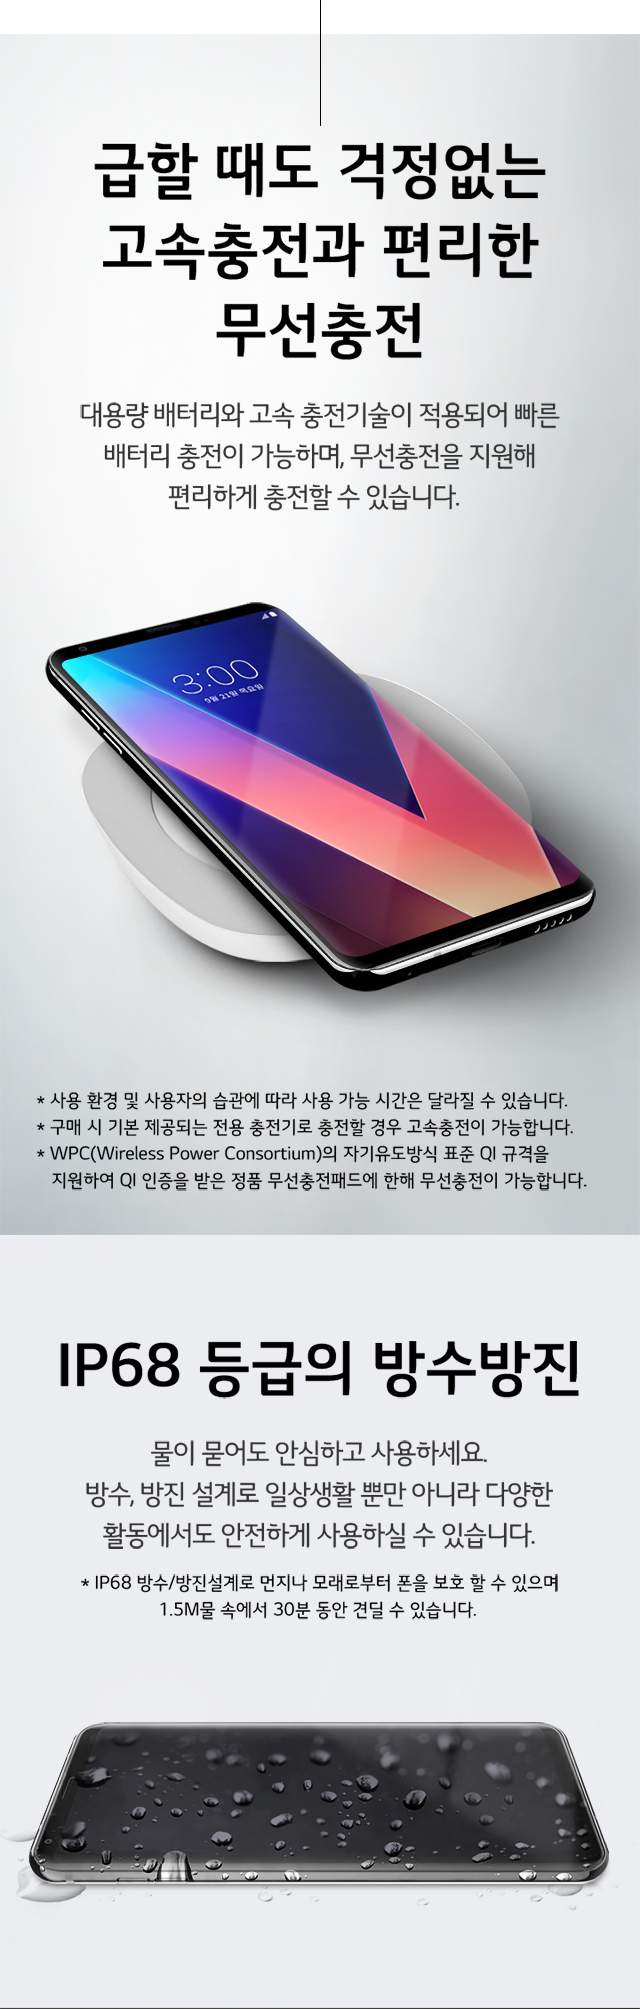 급할 때도 걱정없는
고속충전과 편리한
무선충전
대용량 배터리와 고속 충전기술이 적용되어 빠른
배터리 충전이 가능하며, 무선충전을 지원해
편리하게 충전할 수 있습니다.
3:00
9월 21일 목요일
* 사용 환경 및 사용자의 습관에 따라 사용 가능 시간은 달라질 수 있습니다.
* 구매 시 기본 제공되는 전용 충전기로 충전할 경우 고속충전이 가능합니다.
* WPC(Wireless Power Consortium)의 자기유도방식 표준 QI 규격을
지원하여 QI 인증을 받은 정품 무선충전패드에 한해 무선충전이 가능합니다.
IP68 등급의 방수방진
물이 묻어도 안심하고 사용하세요.
방수, 방진 설계로 일상생활 뿐만 아니라 다양한
활동에서도 안전하게 사용하실 수 있습니다.
* IP68 방수/방진설계로 먼지나 모래로부터 폰을 보호 할 수 있으며
1.5M물 속에서 30분 동안 견딜 수 있습니다.